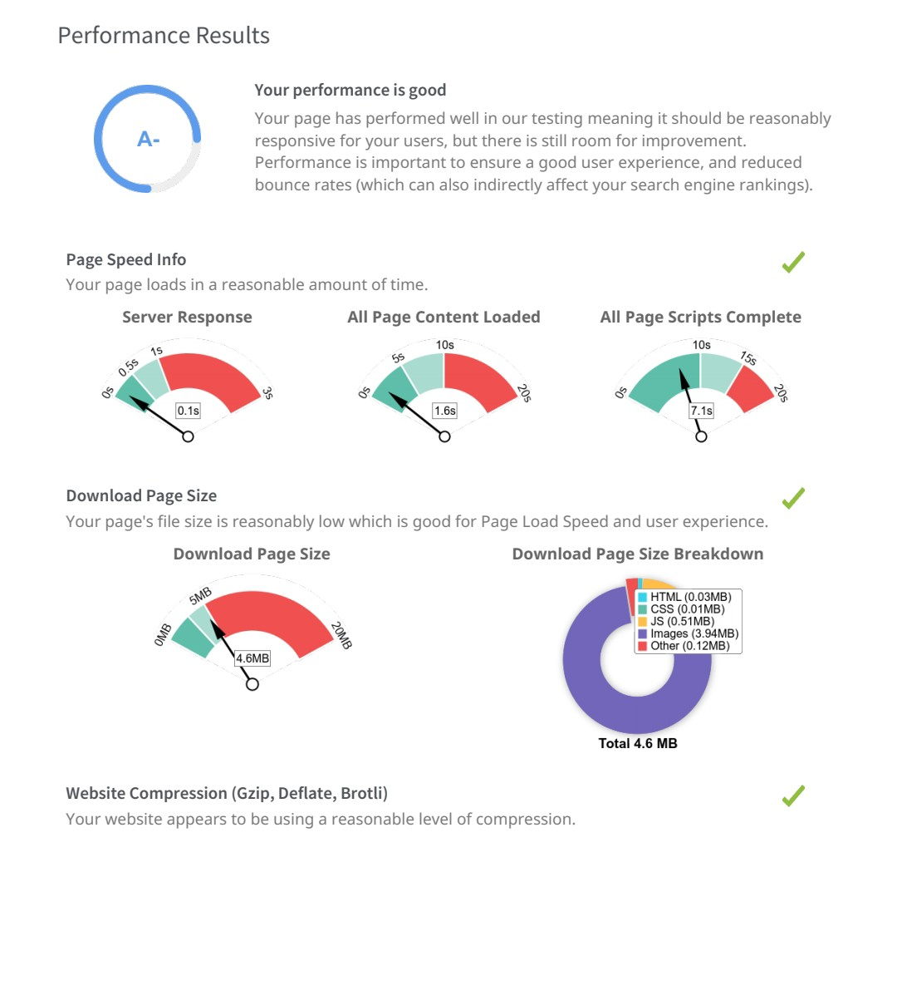 Performance Results
A-
Your performance is good
Your page has performed well in our testing meaning it should be reasonably
responsive for your users, but there is still room for improvement.
Performance is important to ensure a good user experience, and reduced
bounce rates (which can also indirectly affect your search engine rankings).
Page Speed Info
Your page loads in a reasonable amount of time.
Server Response
0s
0.5s
1s
3s
0.1s
All Page Content Loaded
0s
5s
10s
20s
1.6s
All Page Scripts Complete
0s
10s
15s
20s
7.1s
Download Page Size
Your page's file size is reasonably low which is good for Page Load Speed and user experience.
Download Page Size
0MB
5MB
20MB
4.6MB
Download Page Size Breakdown
HTML (0.03MB)
CSS (0.01MB)
JS (0.51MB)
Images (3.94MB)
Other (0.12MB)
Total 4.6 MB
Website Compression (Gzip, Deflate, Brotli)
Your website appears to be using a reasonable level of compression.